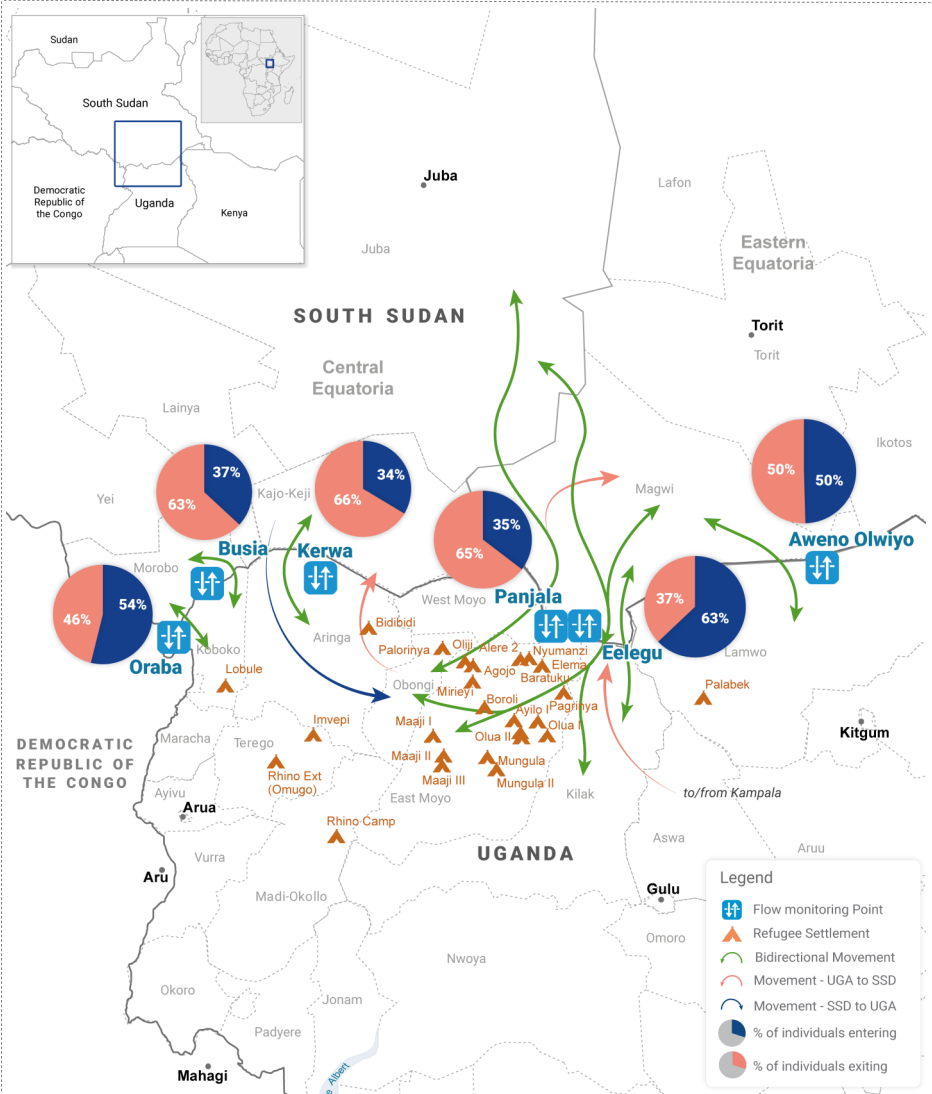 Sudan
South Sudan
Democratic
Republic of
the Congo
Uganda
Kenya
Juba
Juba
Lafon
Eastern
Equatoria
SOUTH SUDAN
Torit
Torit
Central
Equatoria
Lainya
Ikotos
50%
50%
37%
63%
34%
66%
Yei
Kajo-Keji
Magwi
35%
65%
Aweno Olwiyo
Busia
Kerwa
Morobo
West Moyo
Panjala
54%
46%
37%
63%
Bidibidi
Aringa
Oraba
Koboko
Palorinya
Oliji
Alere 2
Nyumanzi
Eelegu
Lamwo
Elema
Agojo
Baratuku
Lobule
Obongi
Mirieyi
Palabek
Boroli
Pagrinya
Ayilo I
Imvepi
Maaji I
Olua I
Olua II
Kitgum
DEMOCRATIC
REPUBLIC OF
THE CONGO
Maracha
Terego
Maaji II
Mungula
Rhino Ext
(Omugo)
Maaji III
Mungula II
Ayivu
East Moyo
Kilak
to/from Kampala
Arua
Rhino Camp
Aswa
Aruu
Vurra
UGANDA
Aru
Madi-Okollo
Gulu
Omoro
Nwoya
Okoro
Jonam
Padyere
Mahagi
e Albert
Legend
Flow monitoring Point
Refugee Settlement
Bidirectional Movement
Movement - UGA to SSD
Movement - SSD to UGA
% of individuals entering
% of individuals exiting